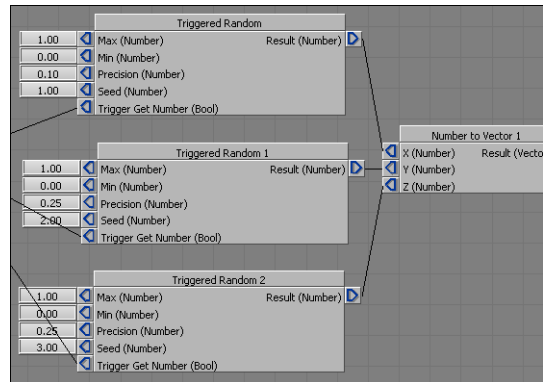 Triggered Random
1.00 Max (Number) Result (Number)
0.00 Min (Number)
0.10 Precision (Number)
1.00 Seed (Number)
Trigger Get Number (Bool)
Number to Vector 1
X (Number) Result (Vecto
Y (Number)
Z (Number)
Triggered Random 1
1.00 Max (Number) Result (Number)
0.00 Min (Number)
0.25 Precision (Number)
2.00 Seed (Number)
Trigger Get Number (Bool)
Triggered Random 2
1.00 Max (Number) Result (Number)
0.00 Min (Number)
0.25 Precision (Number)
3.00 Seed (Number)
Trigger Get Number (Bool)